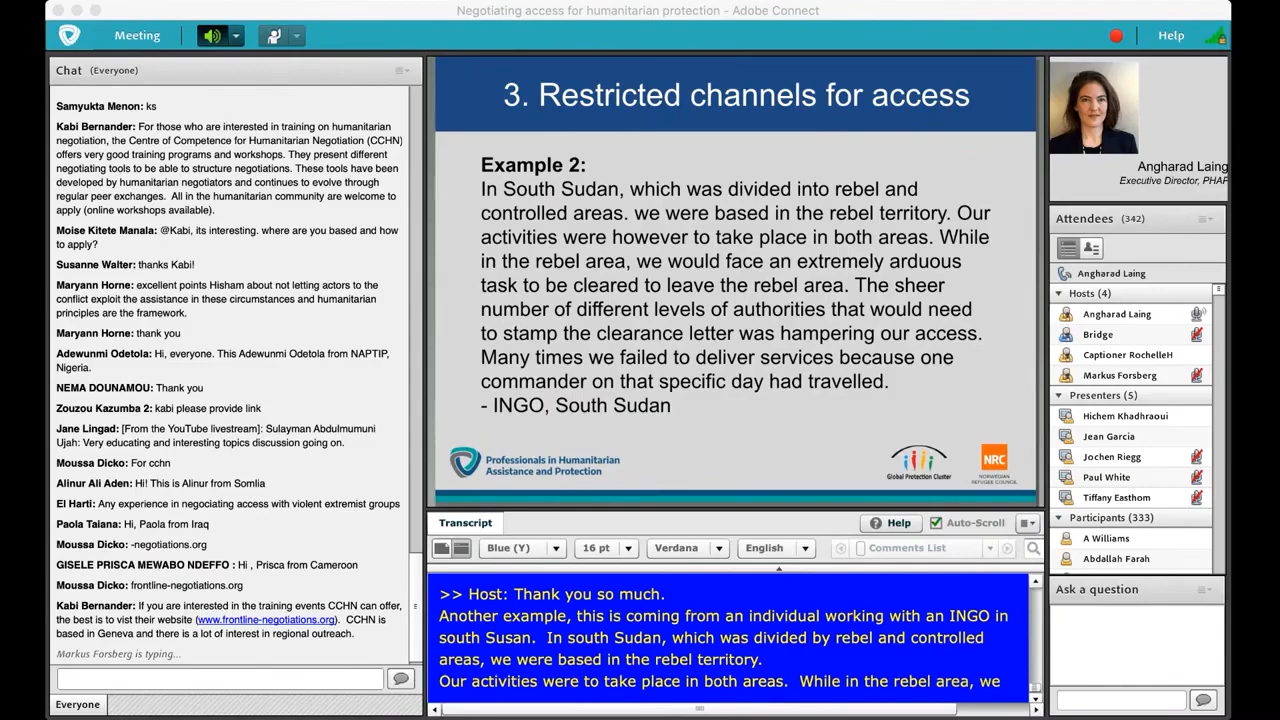 Negotiating access for humanitarian protection - Adobe Connect
Meeting
Help
Chat (Everyone)
Samyukta Menon: ks
Kabi Bernander: For those who are interested in training on humanitarian
negotiation, the Centre of Competence for Humanitarian Negotiation (CCHN)
offers very good training programs and workshops. They present different
negotiating tools to be able to structure negotiations. These tools have been
developed by humanitarian negotiators and continues to evolve through
regular peer exchanges. All in the humanitarian community are welcome to
apply (online workshops available).
Moise Kitete Manala: @Kabi, its interesting. where are you based and how
to apply?
Susanne Walter: thanks Kabi!
Maryann Horne: excellent points Hisham about not letting actors to the
conflict exploit the assistance in these circumstances and humanitarian
principles are the framework.
Maryann Horne: thank you
Adewunmi Odetola: Hi, everyone. This Adewunmi Odetola from NAPTIP,
Nigeria.
NEMA DOUNAMOU: Thank you
Zouzou Kazumba 2: kabi please provide link
Jane Lingad: [From the YouTube livestream]: Sulayman Abdulmumuni
Ujah: Very educating and interesting topics discussion going on.
Moussa Dicko: For cchn
Alinur Ali Aden: Hi! This is Alinur from Somlia
El Harti: Any experience in negociating access with violent extremist groups
Paola Taiana: Hi, Paola from Iraq
Moussa Dicko: -negotiations.org
GISELE PRISCA MEWABO NDEFFO : Hi , Prisca from Cameroon
Moussa Dicko: frontline-negotiations.org
Kabi Bernander: If you are interested in the training events CCHN can offer,
the best is to vist their website (www.frontline-negotiations.org). CCHN is
based in Geneva and there is a lot of interest in regional outreach.
Markus Forsberg is typing...
Everyone
3. Restricted channels for access
Example 2:
In South Sudan, which was divided into rebel and
controlled areas. we were based in the rebel territory. Our
activities were however to take place in both areas. While
in the rebel area, we would face an extremely arduous
task to be cleared to leave the rebel area. The sheer
number of different levels of authorities that would need
to stamp the clearance letter was hampering our access.
Many times we failed to deliver services because one
commander on that specific day had travelled.
- INGO, South Sudan
Professionals in Humanitarian
Assistance and Protection
Global Protection Cluster
NRC
NORWEGIAN
REFUGEE COUNCIL
Transcript
Help
Auto-Scroll
Blue (Y)
16 pt
Verdana
English
Comments List
>> Host: Thank you so much.
Another example, this is coming from an individual working with an INGO in
south Susan. In south Sudan, which was divided by rebel and controlled
areas, we were based in the rebel territory.
Our activities were to take place in both areas. While in the rebel area, we
Angharad Laing
Executive Director, PHAP
Attendees (342)
Angharad Laing
Hosts (4)
Angharad Laing
Bridge
Captioner RochelleH
Markus Forsberg
Presenters (5)
Hichem Khadhraoui
Jean Garcia
Jochen Riegg
Paul White
Tiffany Easthom
Participants (333)
A Williams
Abdallah Farah
Ask a question